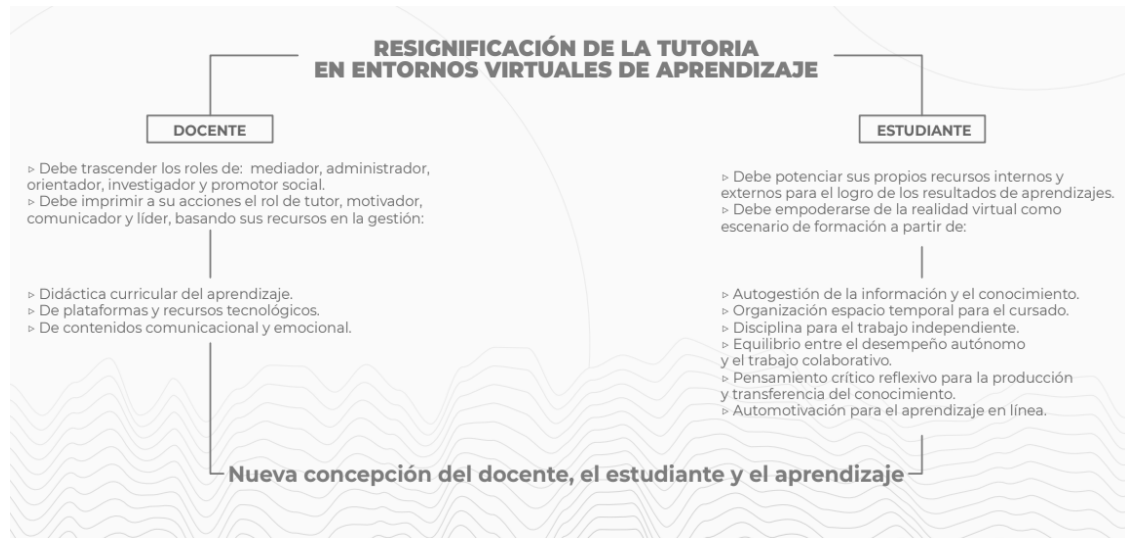 RESIGNIFICACIÓN DE LA TUTORIA
EN ENTORNOS VIRTUALES DE APRENDIZAJE
DOCENTE
▹ Debe trascender los roles de:  mediador, administrador,
orientador, investigador y promotor social.
▹ Debe imprimir a su acciones el rol de tutor, motivador,
comunicador y líder, basando sus recursos en la gestión:
▹ Didáctica curricular del aprendizaje.
▹ De plataformas y recursos tecnológicos.
▹ De contenidos comunicacional y emocional.
ESTUDIANTE
▹ Debe potenciar sus propios recursos internos y
externos para el logro de los resultados de aprendizajes.
▹ Debe empoderarse de la realidad virtual como
escenario de formación a partir de:
▹ Autogestión de la información y el conocimiento.
▹ Organización espacio temporal para el cursado.
▹ Disciplina para el trabajo independiente.
▹ Equilibrio entre el desempeño autónomo
y el trabajo colaborativo.
▹ Pensamiento crítico reflexivo para la producción
y transferencia del conocimiento.
▹ Automotivación para el aprendizaje en línea.
Nueva concepción del docente, el estudiante y el aprendizaje